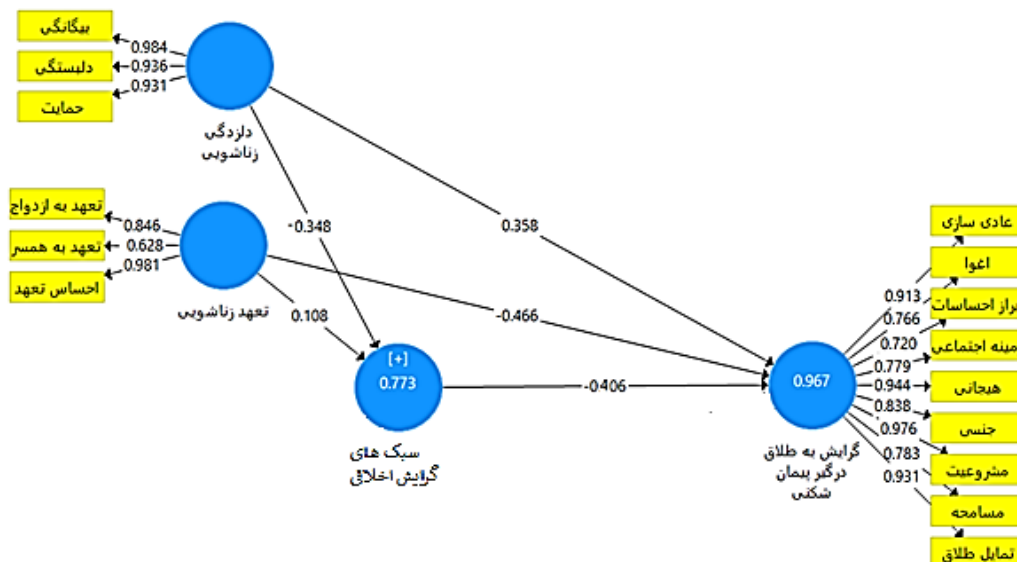 بیگانگی
0.984
دلبستگی
0.936
حمایت
0.931
دلزدگی
زناشویی
تعهد به ازدواج
0.846
تعهد به همسر
0.628
احساس تعهد
0.981
تعهد زناشویی
-0.348
0.358
0.108
-0.466
[+]
0.773
-0.406
سبک های
گرایش اخلاقی
0.967
گرایش به طلاق
درگیر پیمان
شکنی
عادی سازی
0.913
اغوا
0.766
براز احساسات
0.720
مینه اجتماعی
0.779
هیجانی
0.944
جنسی
0.838
مشروعیت
0.976
مسامحه
0.783
تمایل طلاق
0.931